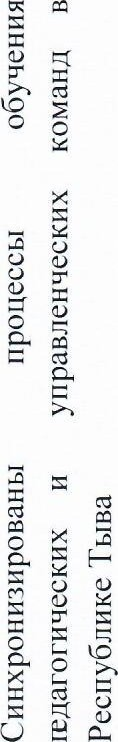 Синхронизированы процессы обучения
педагогических и управленческих команд в
Республике Тыва